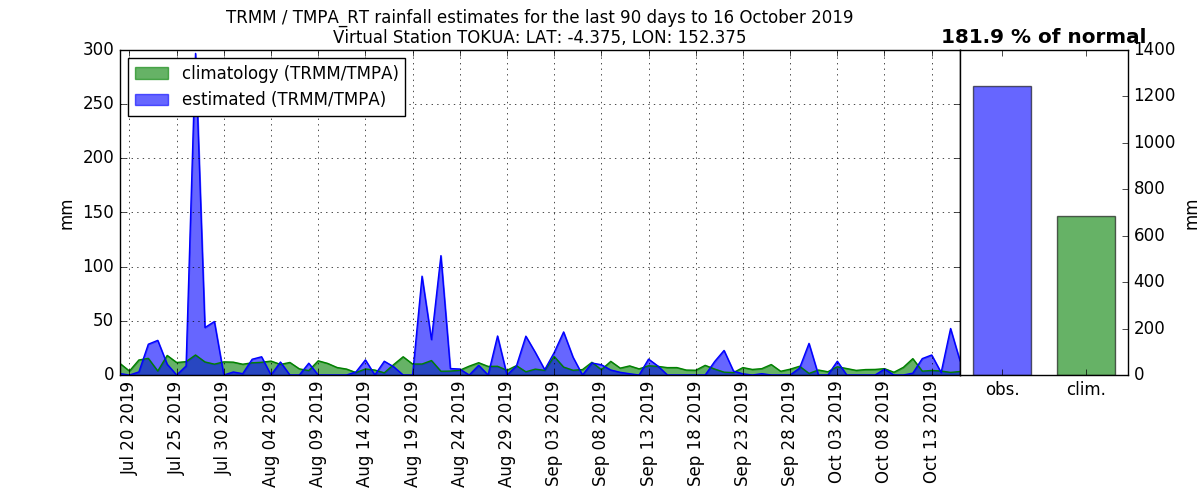 TRMM / TMPA_RT rainfall estimates for the last 90 days to 16 October 2019
Virtual Station TOKUA: LAT: -4.375, LON: 152.375
181.9 % of normal
climatology (TRMM/TMPA)
estimated (TRMM/TMPA)
mm
300
250
200
150
100
50
0
Jul 20 2019
Jul 25 2019
Jul 30 2019
Aug 04 2019
Aug 09 2019
Aug 14 2019
Aug 19 2019
Aug 24 2019
Aug 29 2019
Sep 03 2019
Sep 08 2019
Sep 13 2019
Sep 18 2019
Sep 23 2019
Sep 28 2019
Oct 03 2019
Oct 08 2019
Oct 13 2019
1400
1200
1000
800
600
400
200
0
mm
obs.
clim.